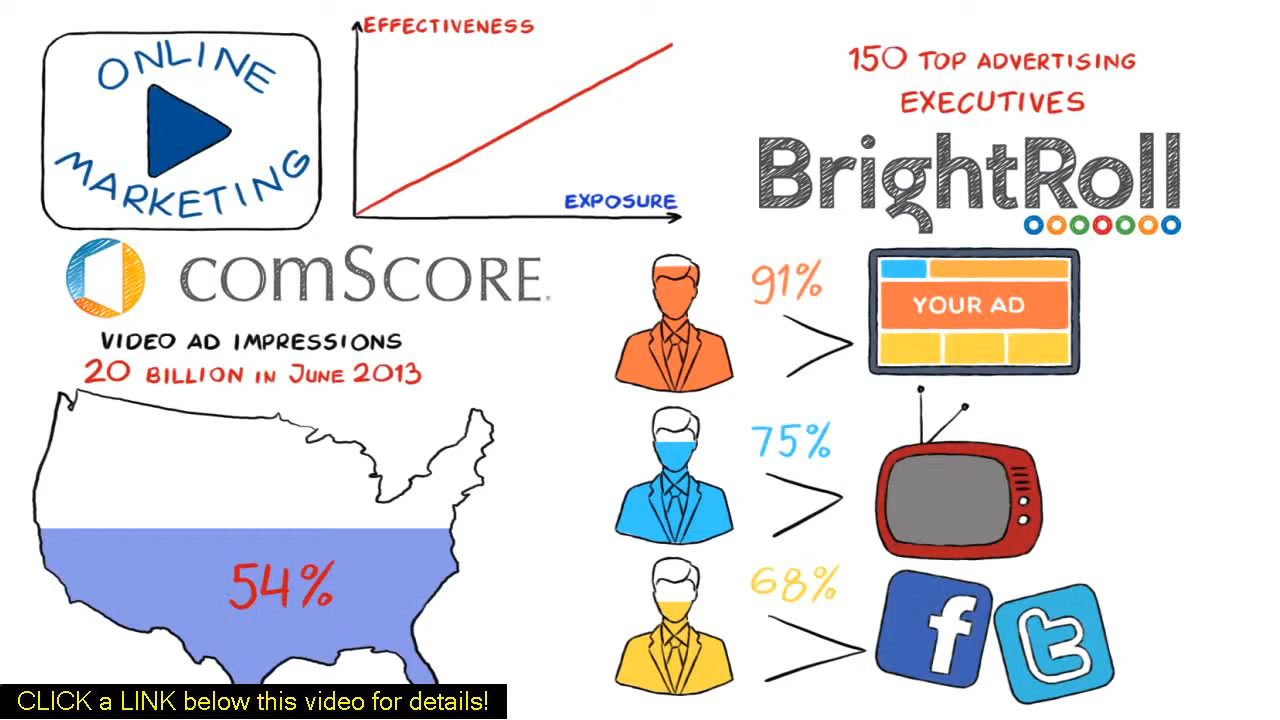 ONLINE
MARKETING
EFFECTIVENESS
EXPOSURE
150 TOP ADVERTISING
EXECUTIVES
BrightRoll
comScore.
VIDEO AD IMPRESSIONS
20 BILLION IN JUNE 2013
54%
91%
YOUR AD
75%
68%
f
t
CLICK a LINK below this video for details!